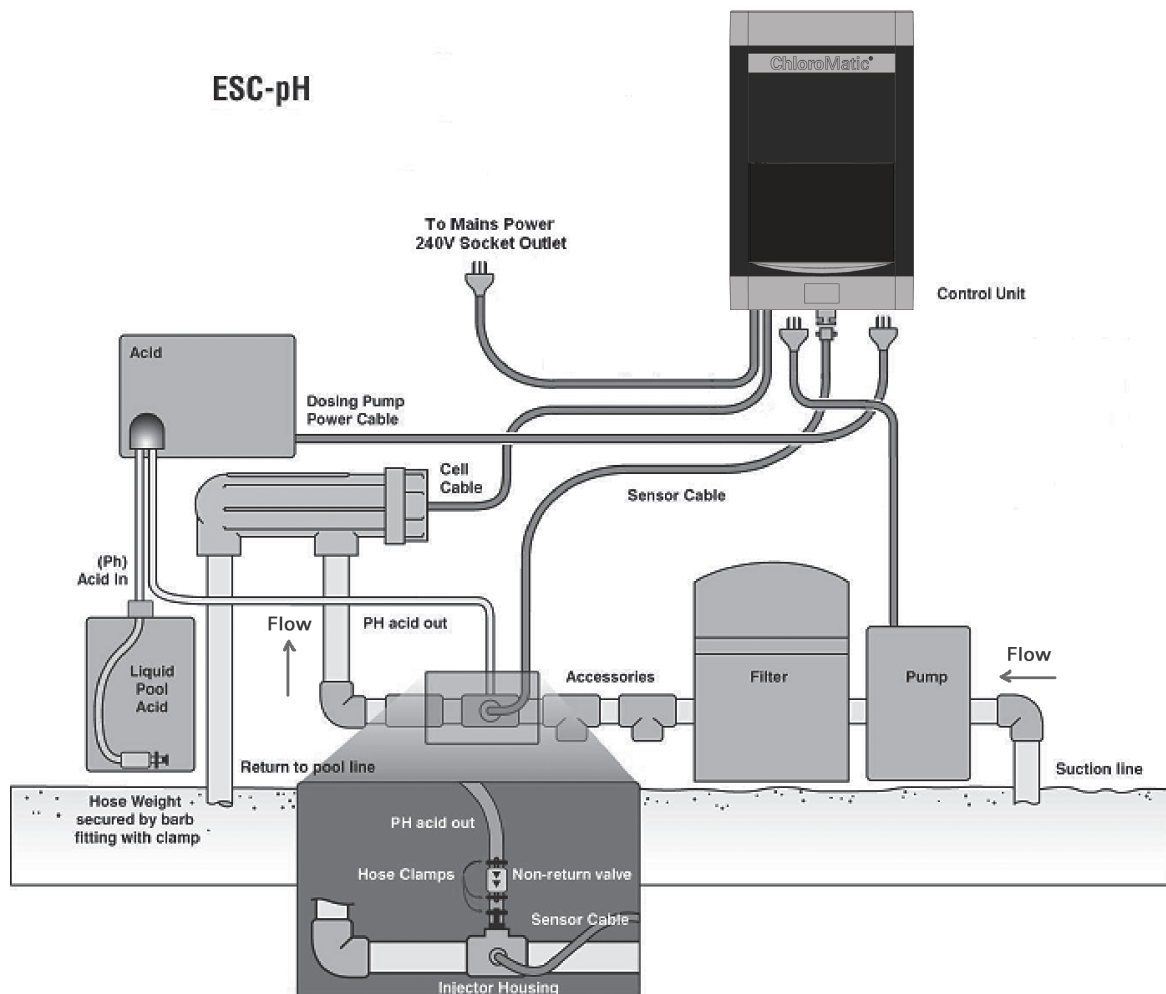 ChloroMatic
ESC-pH
To Mains Power
240V Socket Outlet
Control Unit
Acid
Dosing Pump
Power Cable
Cell
Cable
Sensor Cable
(Ph)
Acid In
Flow
PH acid out
Liquid
Pool
Acid
Accessories
Filter
Pump
Flow
Return to pool line
Suction line
Hose Weight
secured by barb
fitting with clamp
PH acid out
Hose Clamps
Non-return valve
Sensor Cable
Injector Housing